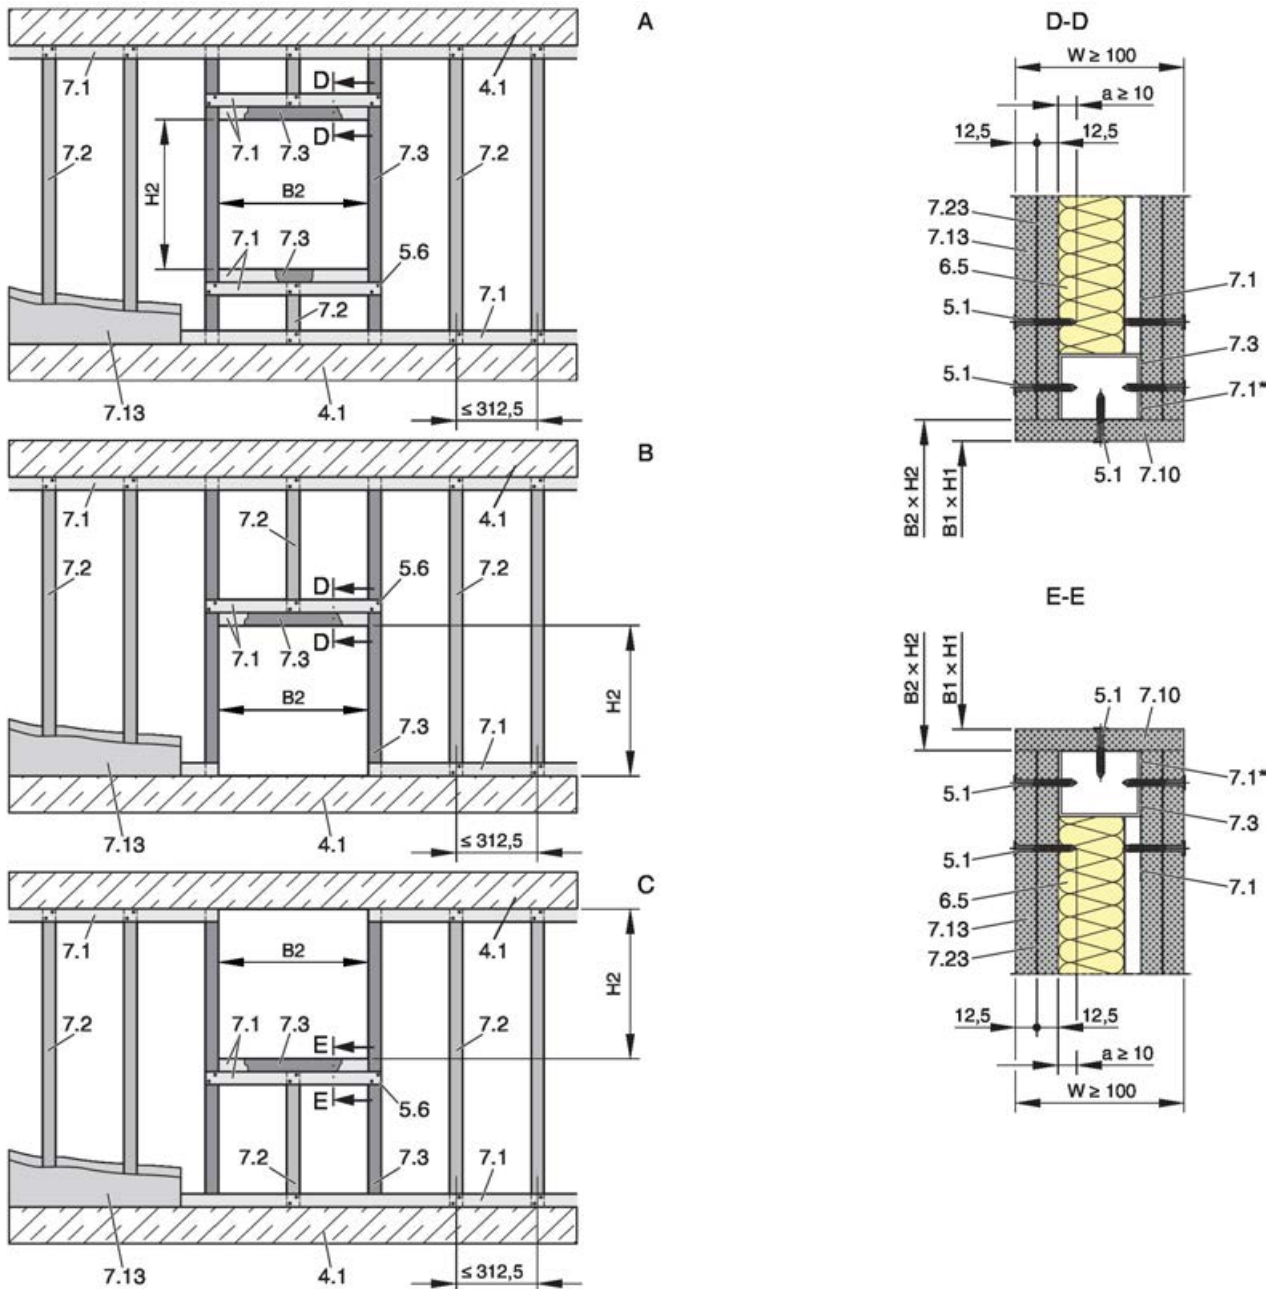 A
7.1
D
4.1
7.2
7.1
7.3
D
7.3
7.2
H2
B2
7.1
7.3
5.6
7.2
7.1
7.13
4.1
≤ 312,5
B
7.1
7.2
4.1
7.2
D
5.6
7.2
7.1
7.3
D
B2
H2
7.3
7.1
7.13
4.1
≤ 312,5
C
7.1
B2
4.1
H2
7.2
7.1
7.3
E
7.2
E
5.6
7.2
7.3
7.1
7.13
4.1
≤ 312,5
D-D
W ≥ 100
a ≥ 10
12,5
12,5
7.23
7.13
6.5
7.1
5.1
7.3
5.1
7.1*
5.1
7.10
B2 × H2
B1 × H1
E-E
B2 × H2
B1 × H1
5.1
7.10
7.1*
5.1
7.3
5.1
7.1
6.5
7.13
7.23
12,5
12,5
a ≥ 10
W ≥ 100